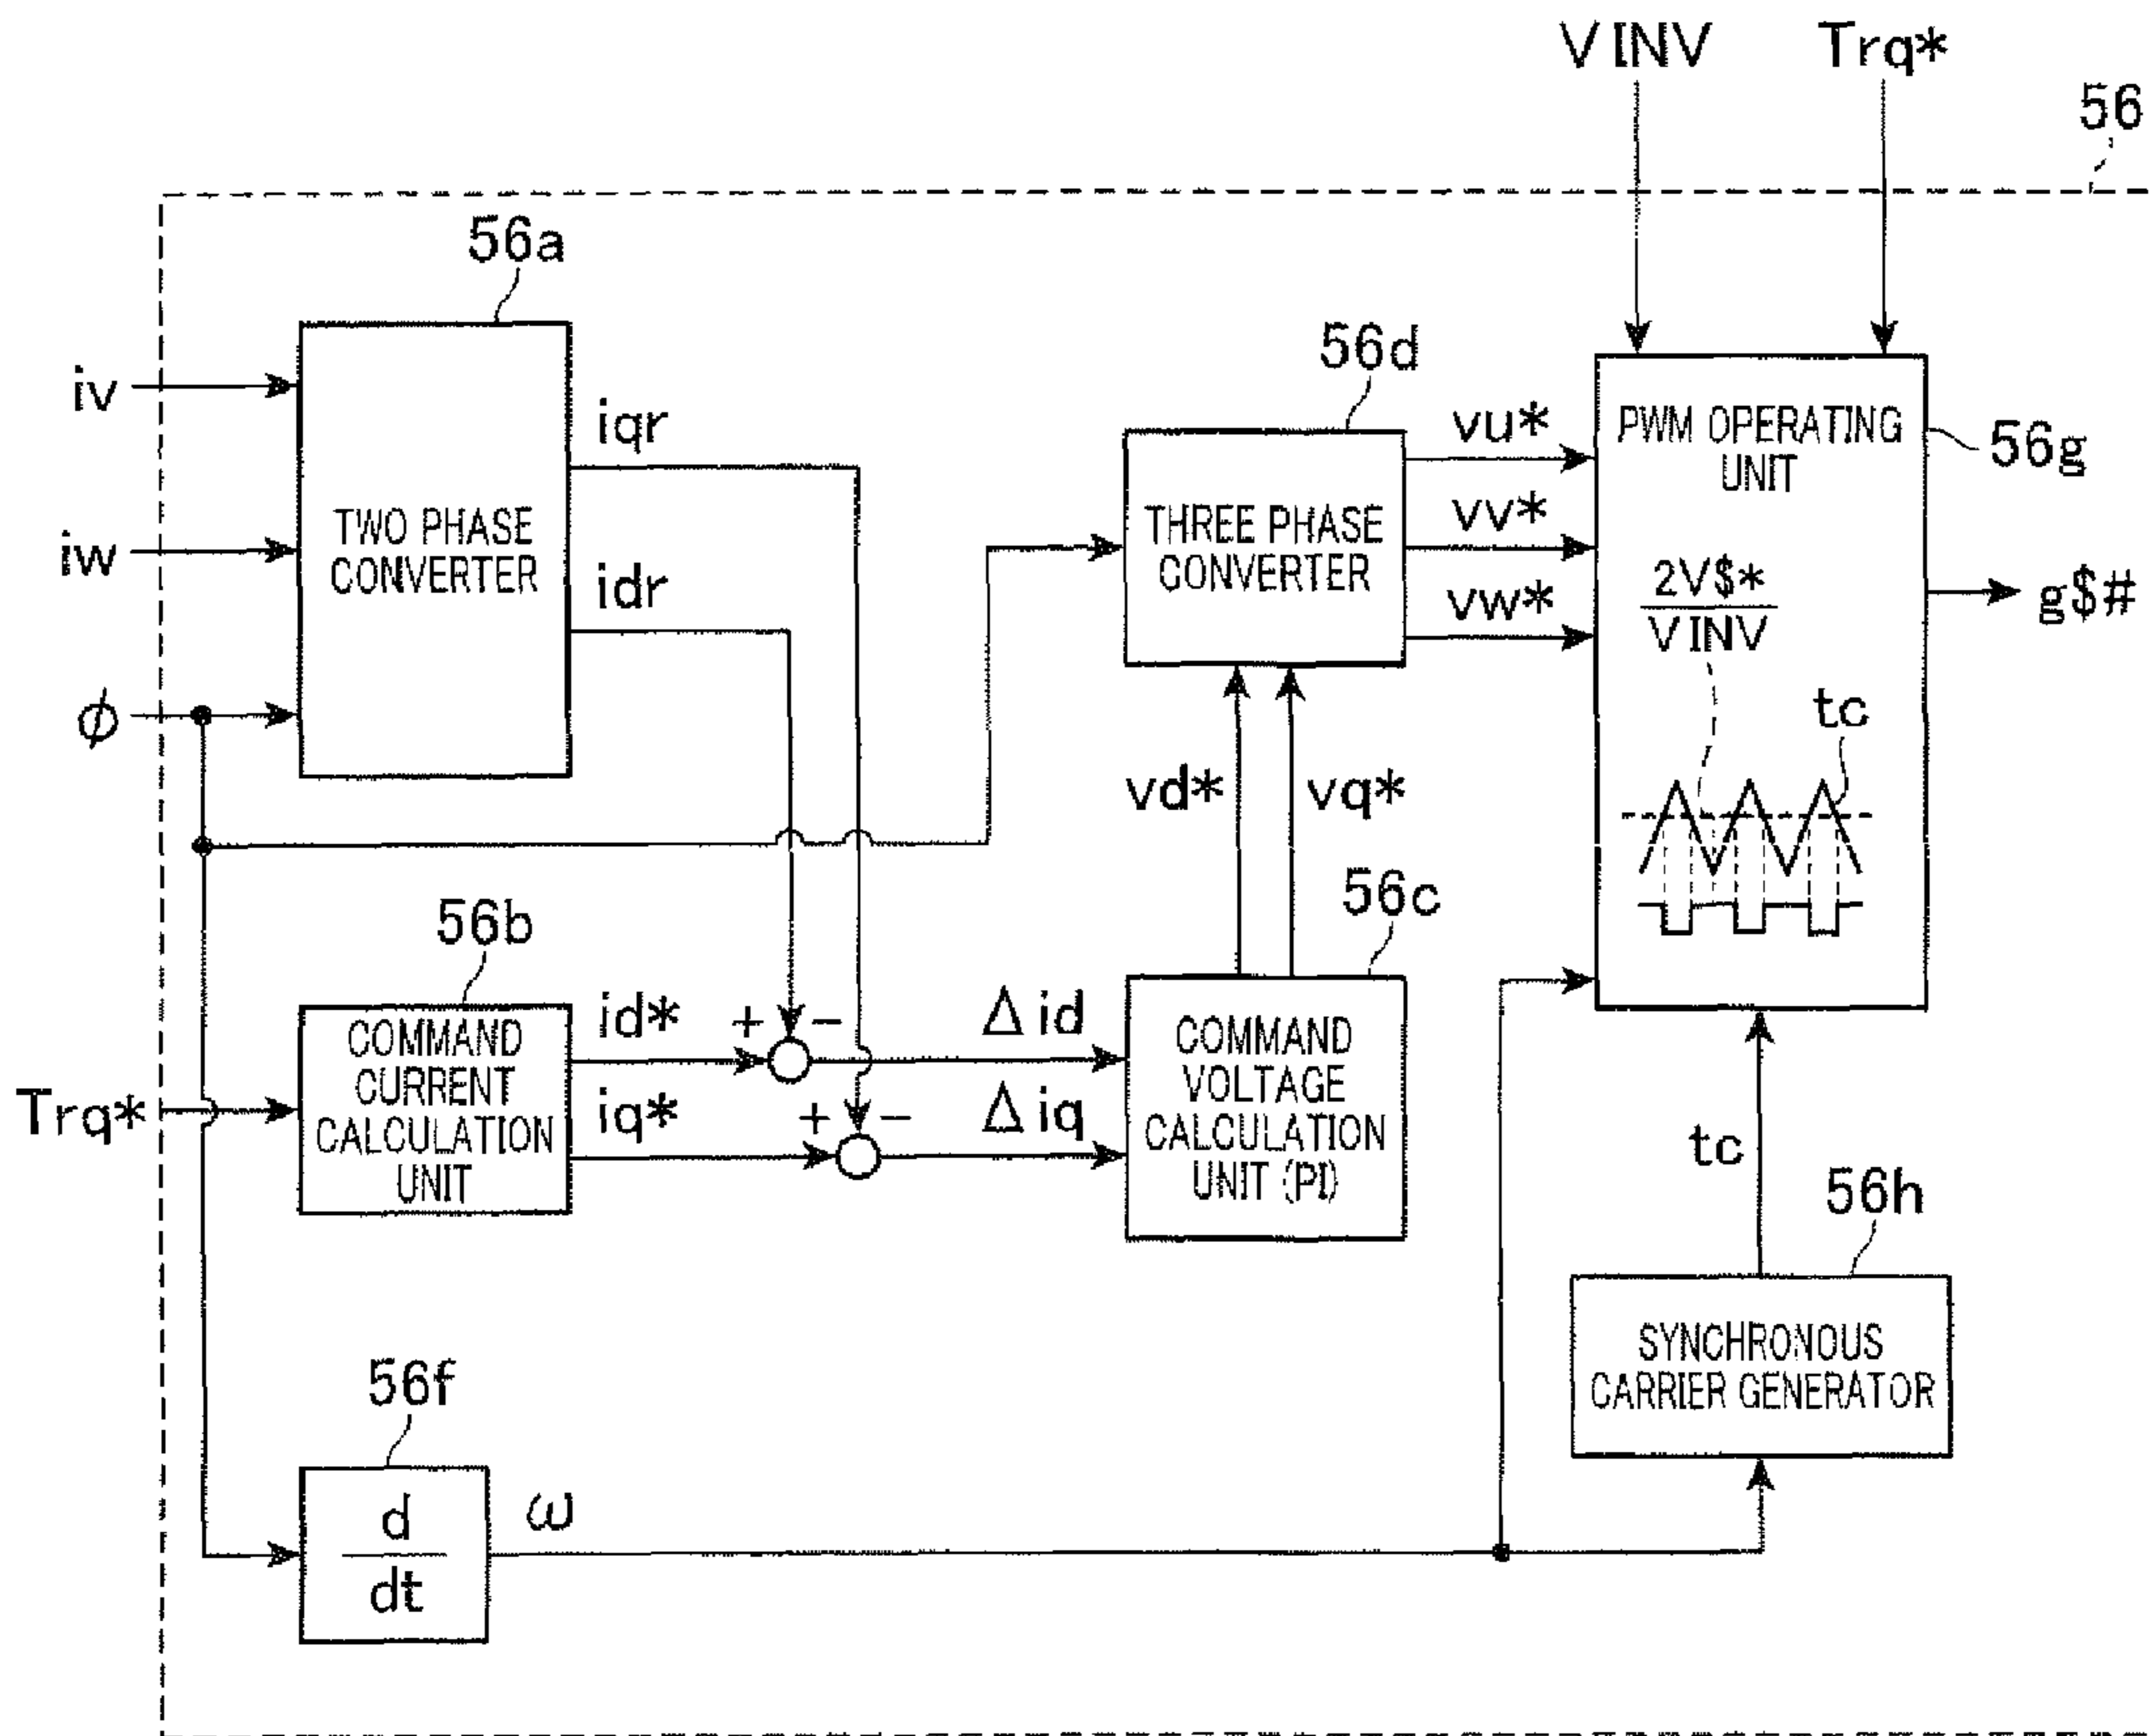 VINV
Trq*
56
56a
iv
iw
ϕ
TWO PHASE
CONVERTER
iqr
idr
56d
THREE PHASE
CONVERTER
vu*
vv*
vw*
PWM OPERATING
UNIT
56g
2V$*
VINV
tc
g$#
vd*
vq*
56b
COMMAND
CURRENT
CALCULATION
UNIT
Trq*
id*
iq*
+
−
+
−
Δid
Δiq
56c
COMMAND
VOLTAGE
CALCULATION
UNIT (PI)
tc
56h
SYNCHRONOUS
CARRIER GENERATOR
56f
d
dt
ω